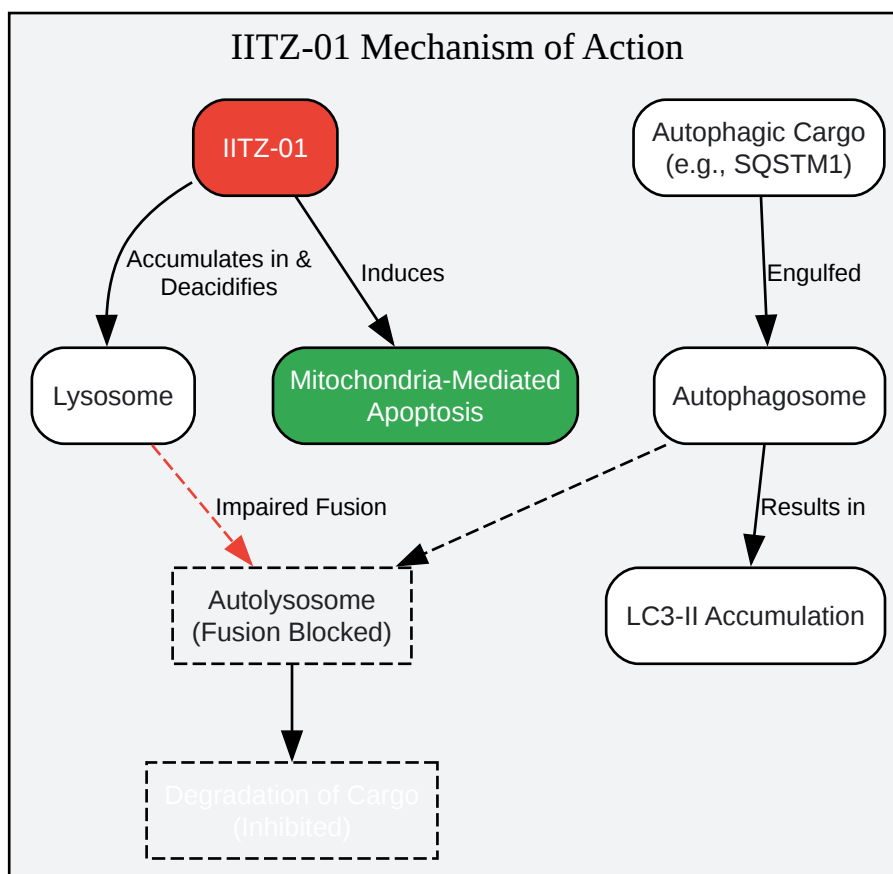 IITZ-01 Mechanism of Action
IITZ-01
Autophagic Cargo
(e.g., SQSTM1)
Accumulates in &
Deacidifies
Induces
Engulfed
Lysosome
Mitochondria-Mediated
Apoptosis
Autophagosome
Impaired Fusion
Results in
Autolysosome
(Fusion Blocked)
LC3-II Accumulation
Degradation of Cargo
(Inhibited)